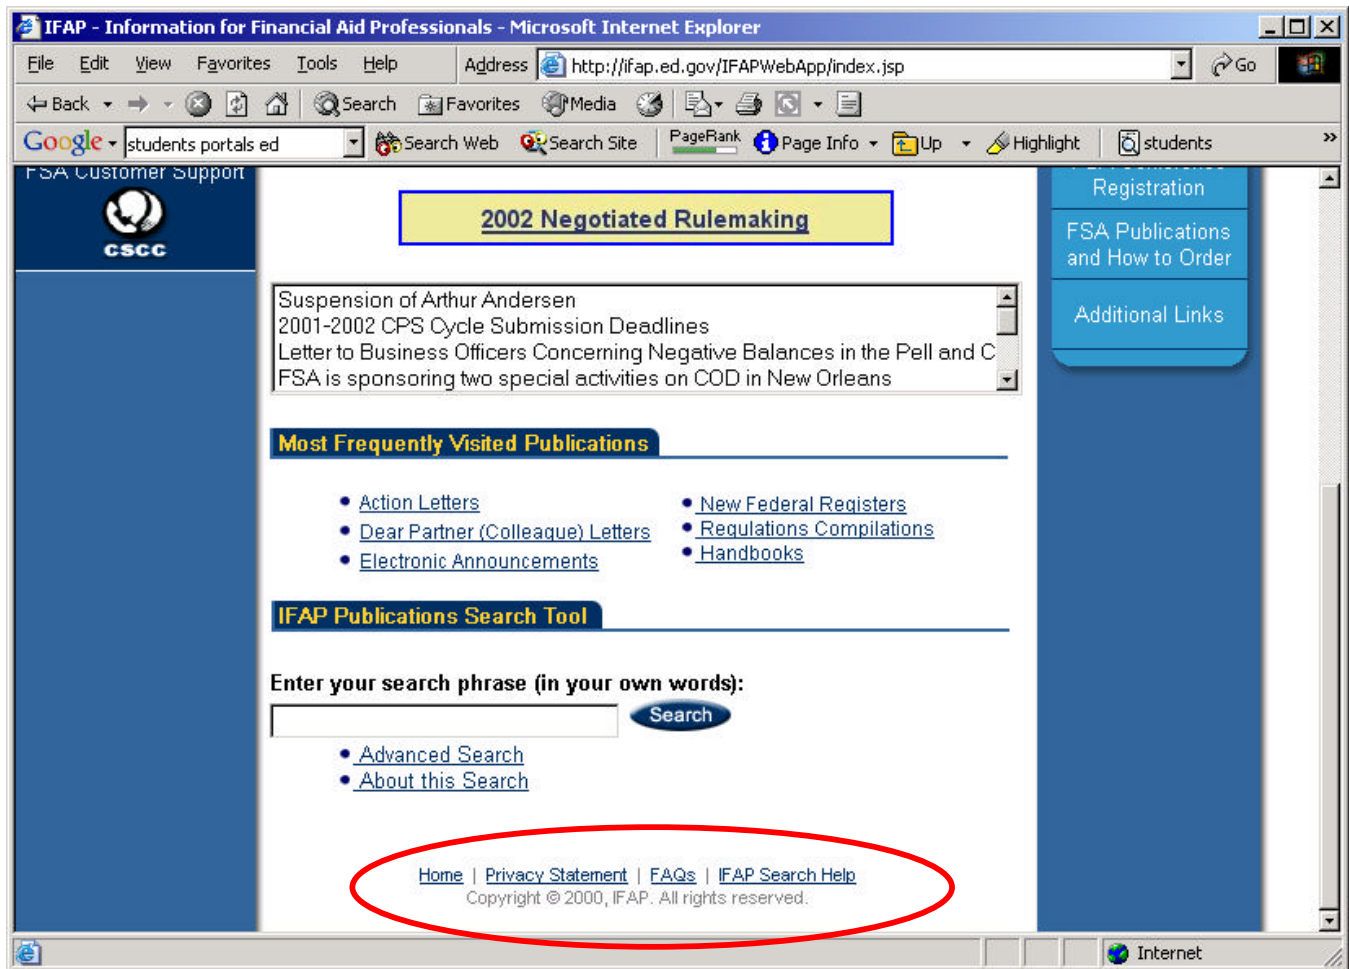 IFAP - Information for Financial Aid Professionals - Microsoft Internet Explorer
File Edit View Favorites Tools Help Address http://ifap.ed.gov/IFAPWebApp/index.jsp Go
Back Search Favorites Media
Google students portals ed Search Web Search Site PageRank Page Info Up Highlight students »
FSA Customer Support
CSCC
2002 Negotiated Rulemaking
Registration
FSA Publications
and How to Order
Additional Links
Suspension of Arthur Andersen
2001-2002 CPS Cycle Submission Deadlines
Letter to Business Officers Concerning Negative Balances in the Pell and C
FSA is sponsoring two special activities on COD in New Orleans
Most Frequently Visited Publications
Action Letters
Dear Partner (Colleague) Letters
Electronic Announcements
New Federal Registers
Regulations Compilations
Handbooks
IFAP Publications Search Tool
Enter your search phrase (in your own words):
Search
Advanced Search
About this Search
Home | Privacy Statement | FAQs | IFAP Search Help
Copyright © 2000, IFAP. All rights reserved.
Internet